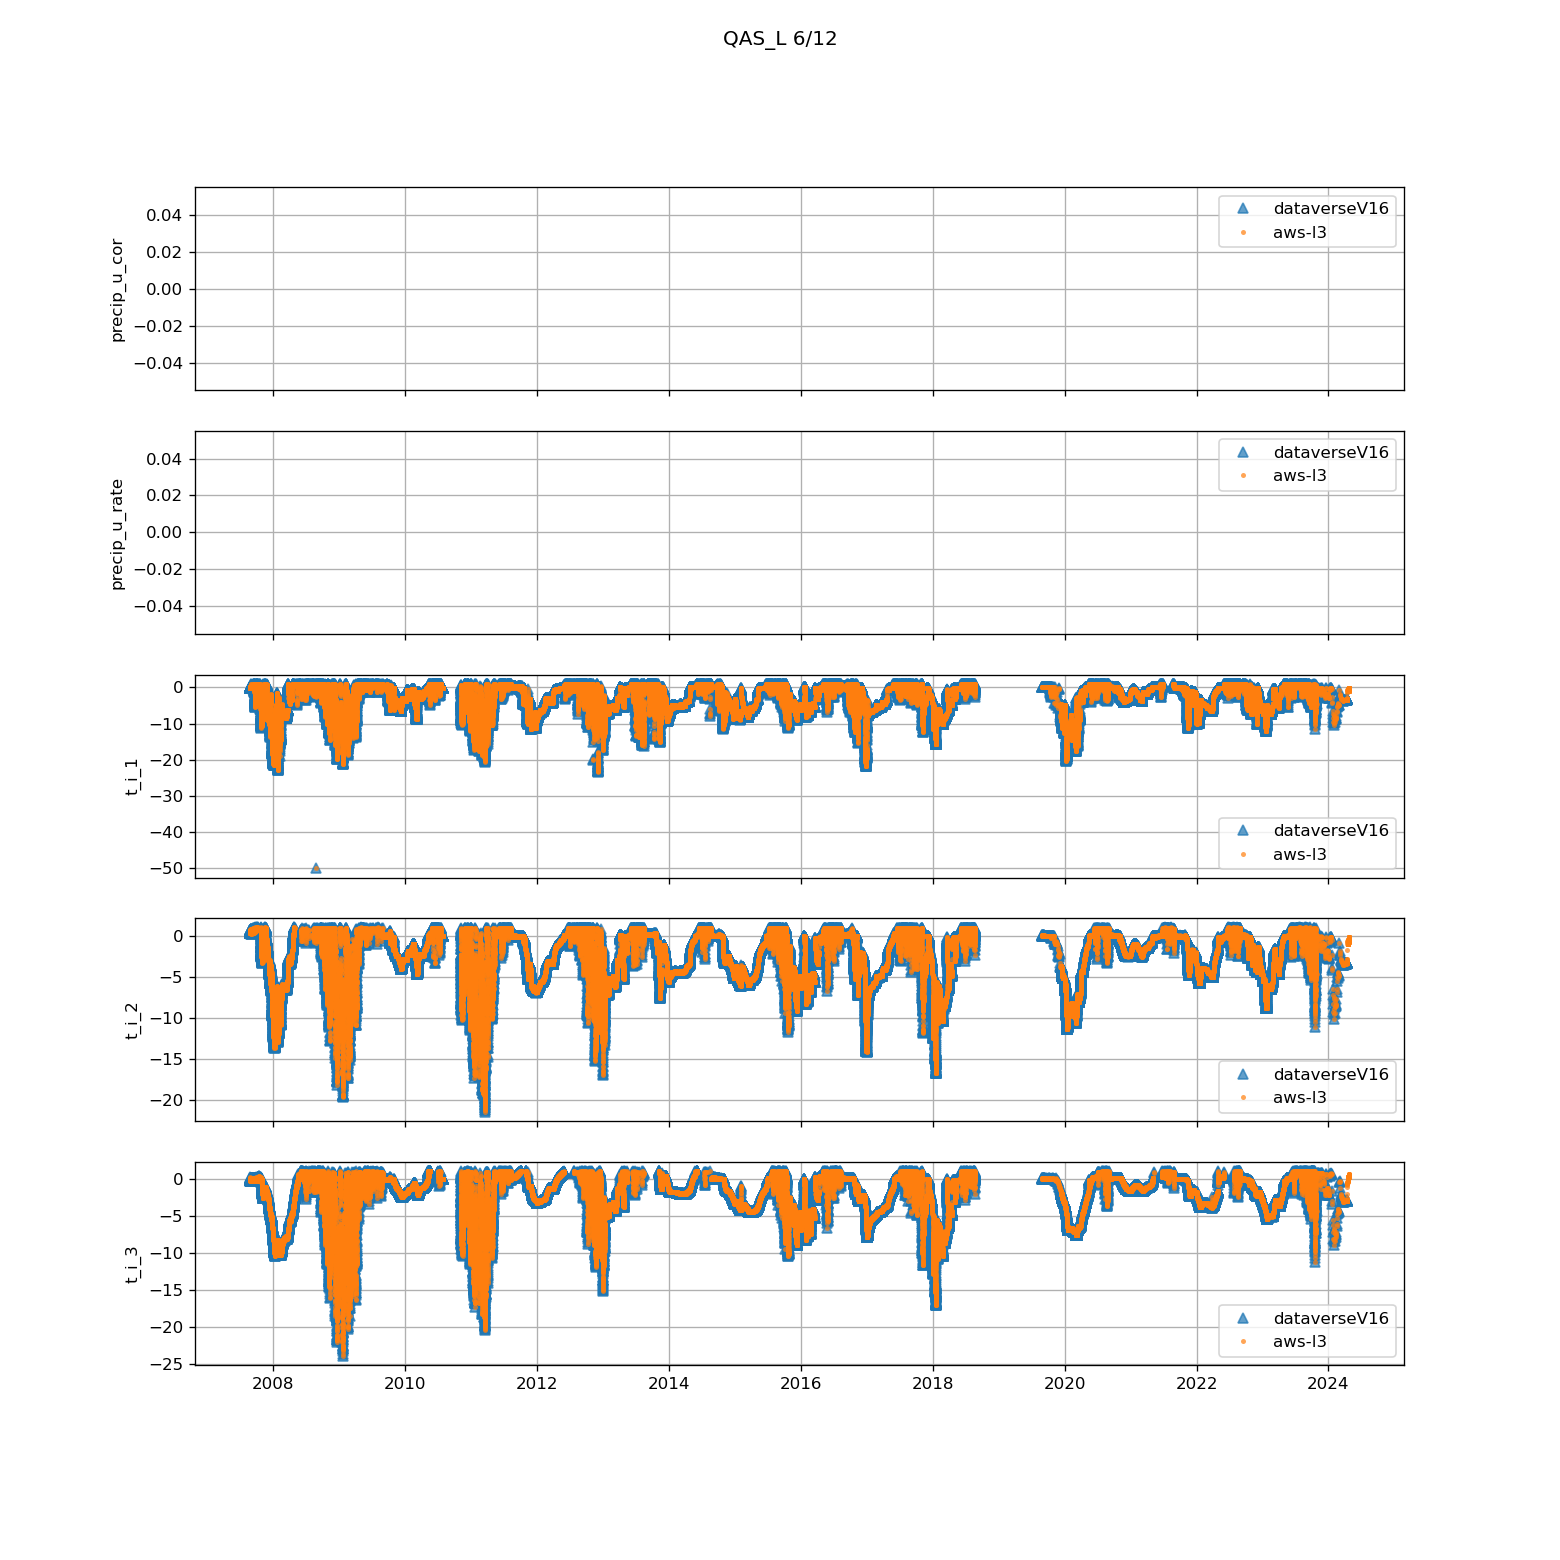 QAS_L 6/12
precip_u_cor
0.04
0.02
0.00
−0.02
−0.04
dataverseV16
aws-l3
precip_u_rate
0.04
0.02
0.00
−0.02
−0.04
dataverseV16
aws-l3
t_i_1
0
−10
−20
−30
−40
−50
dataverseV16
aws-l3
t_i_2
0
−5
−10
−15
−20
dataverseV16
aws-l3
t_i_3
0
−5
−10
−15
−20
−25
dataverseV16
aws-l3
2008 2010 2012 2014 2016 2018 2020 2022 2024